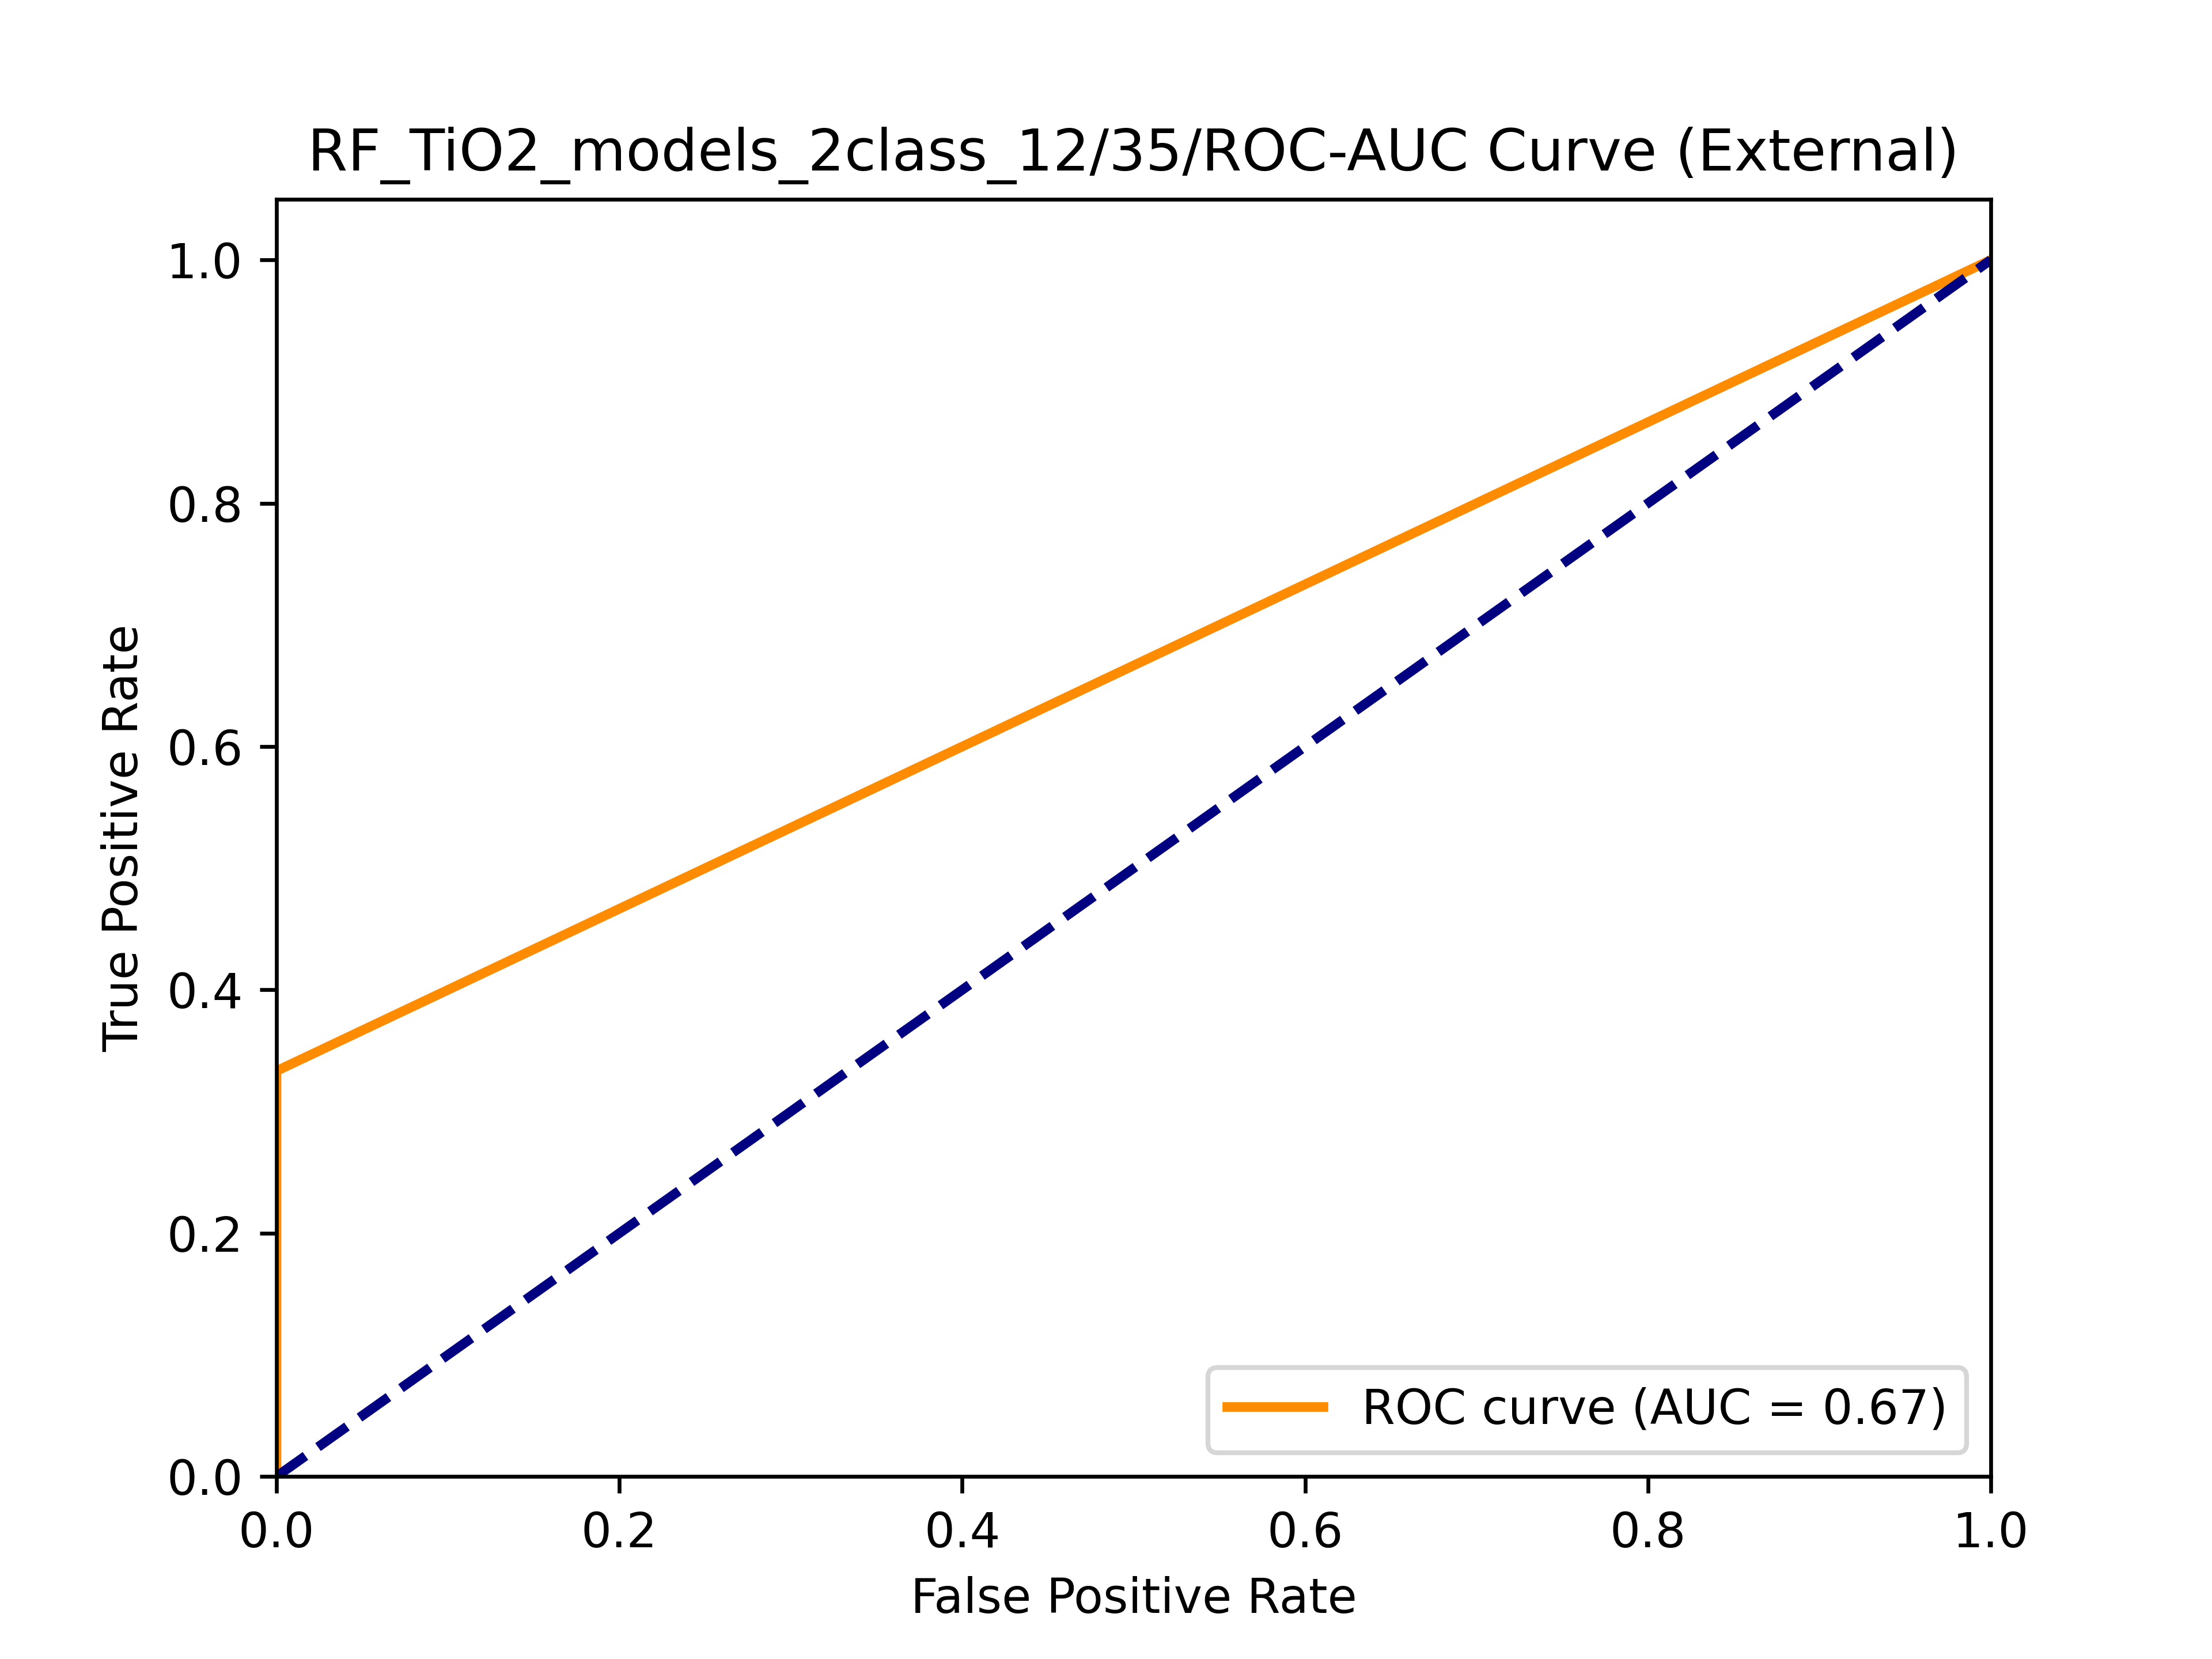 RF_TiO2_models_2class_12/35/ROC-AUC Curve (External)
1.0
0.8
0.6
0.4
0.2
0.0
True Positive Rate
ROC curve (AUC = 0.67)
0.0 0.2 0.4 0.6 0.8 1.0
False Positive Rate